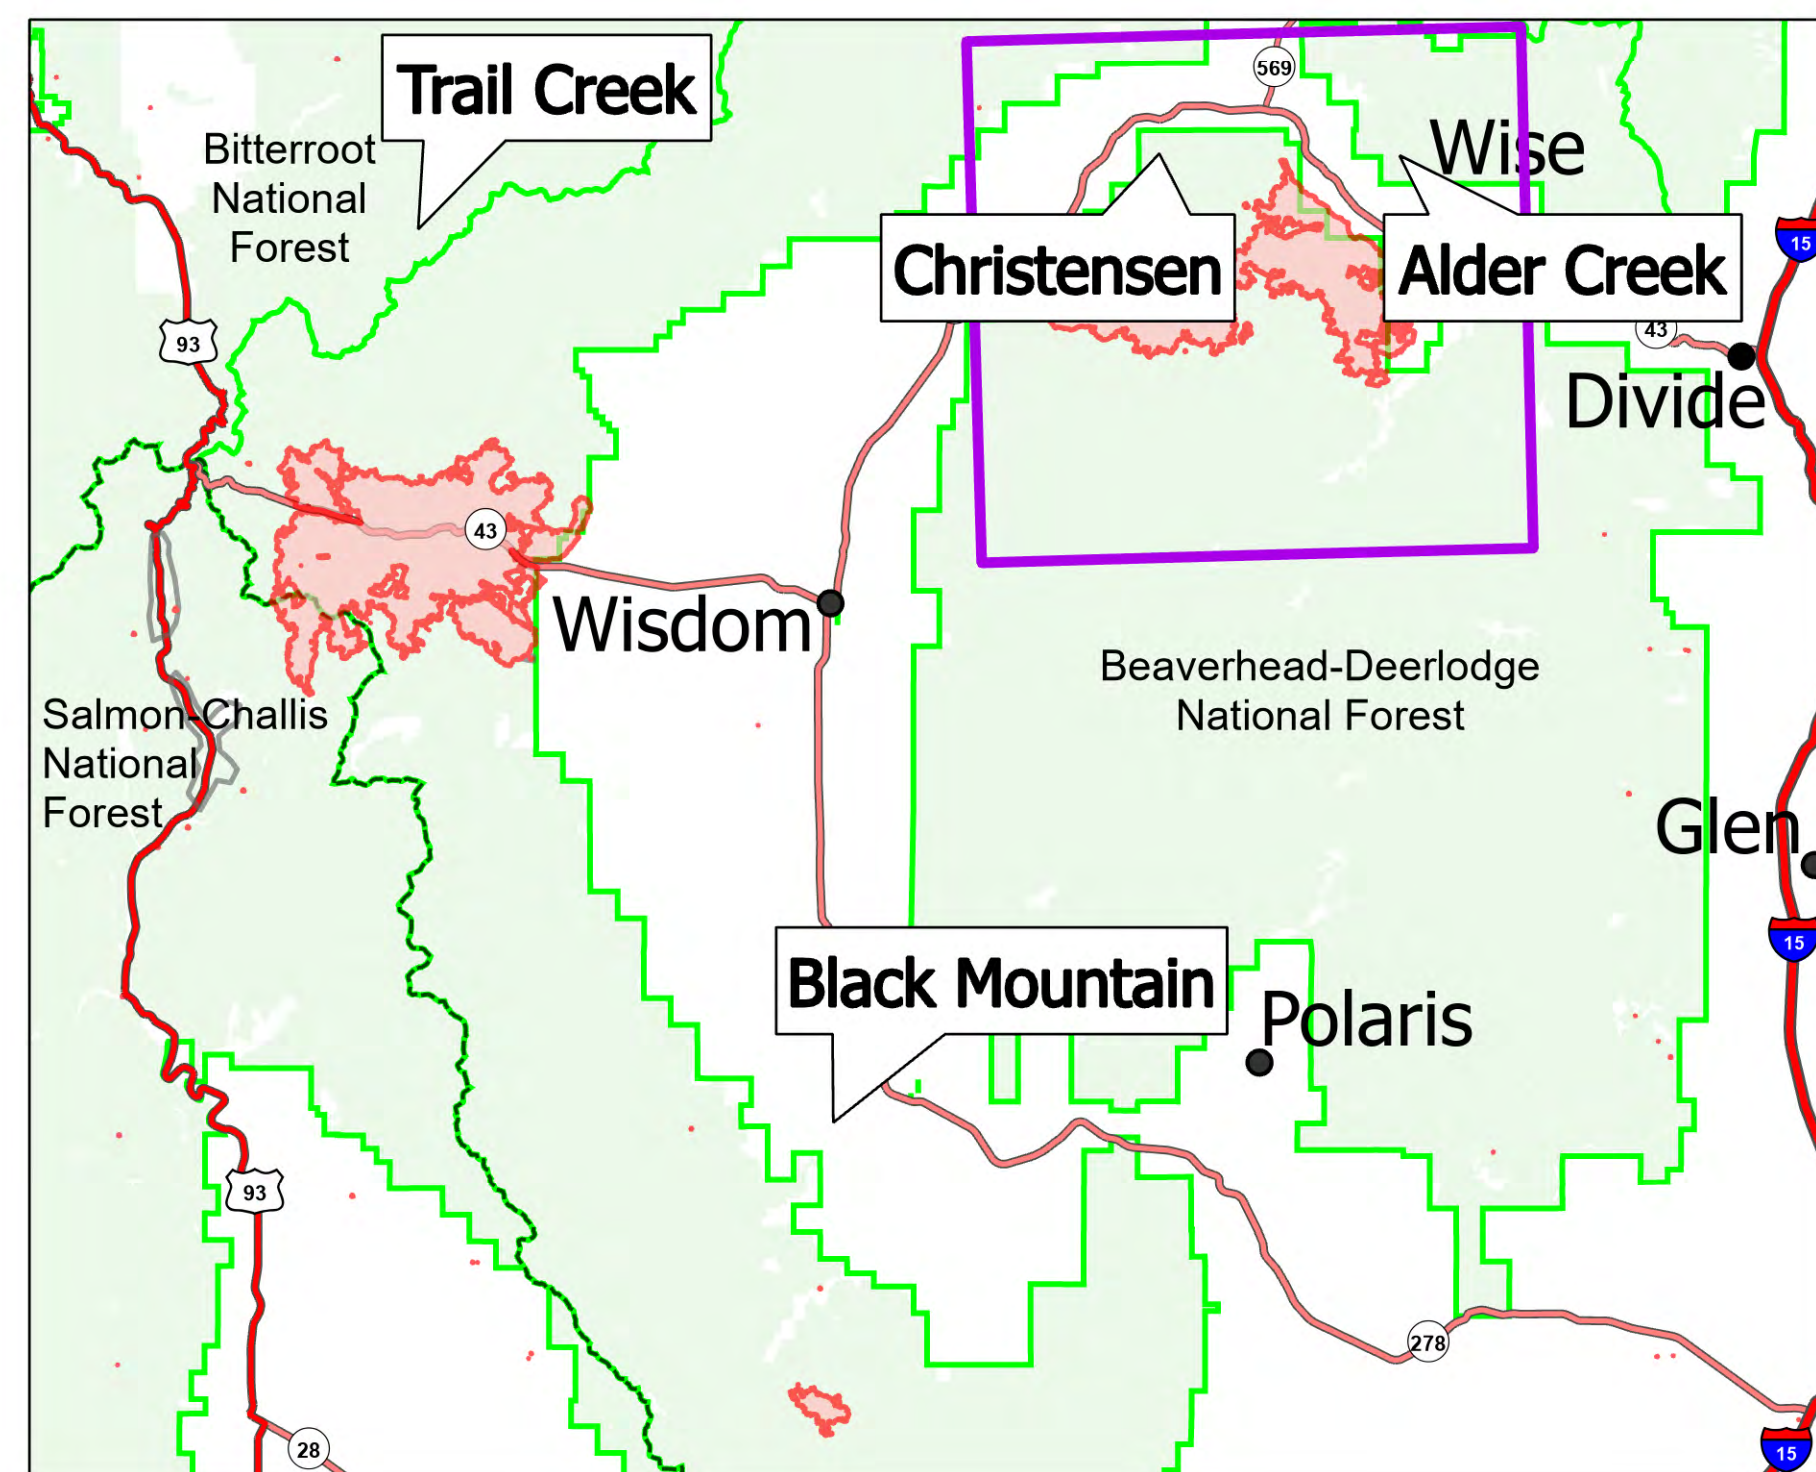 569
Trail Creek
Bitterroot
National
Forest
Wise
15
Christensen
Alder Creek
93
43
Divide
43
Wisdom
Beaverhead-Deerlodge
National Forest
Salmon-Challis
National
Forest
Glen
15
Black Mountain
Polaris
93
278
28
15